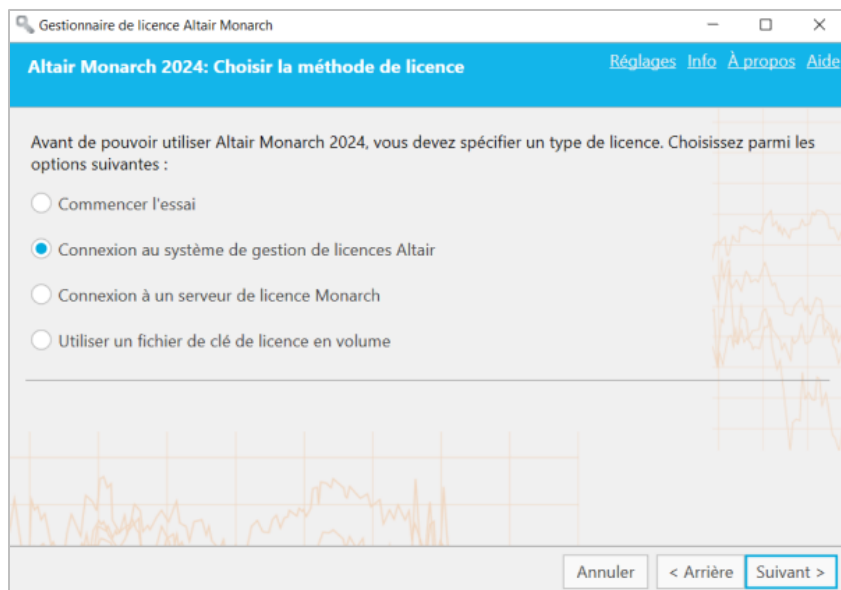 Gestionnaire de licence Altair Monarch
Altair Monarch 2024: Choisir la méthode de licence
Réglages Info À propos Aide
Avant de pouvoir utiliser Altair Monarch 2024, vous devez spécifier un type de licence. Choisissez parmi les
options suivantes :
Commencer l'essai
Connexion au système de gestion de licences Altair
Connexion à un serveur de licence Monarch
Utiliser un fichier de clé de licence en volume
Annuler < Arrière Suivant >